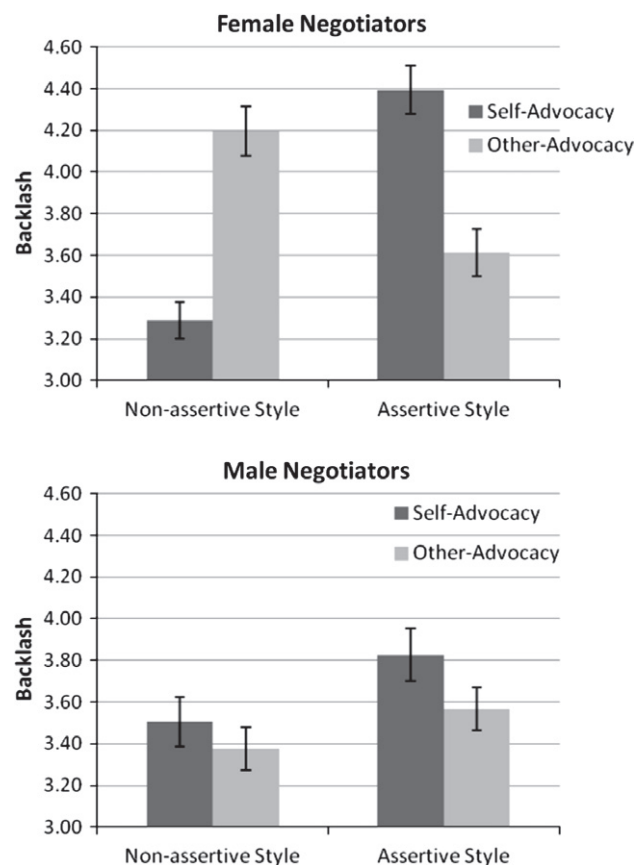 Female Negotiators
4.60
4.40
4.20
4.00
3.80
3.60
3.40
3.20
3.00
Backlash
Self-Advocacy
Other-Advocacy
Non-assertive Style Assertive Style
Male Negotiators
4.60
4.40
4.20
4.00
3.80
3.60
3.40
3.20
3.00
Backlash
Self-Advocacy
Other-Advocacy
Non-assertive Style Assertive Style